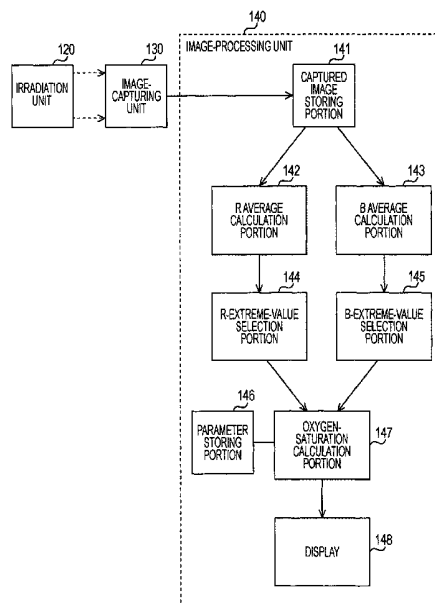 140
IMAGE-PROCESSING UNIT
120
130
141
IRRADIATION
UNIT
IMAGE-
CAPTURING
UNIT
CAPTURED
IMAGE
STORING
PORTION
142
143
R AVERAGE
CALCULATION
PORTION
B AVERAGE
CALCULATION
PORTION
144
145
R-EXTREME-VALUE
SELECTION
PORTION
B-EXTREME-VALUE
SELECTION
PORTION
146
PARAMETER
STORING
PORTION
OXYGEN-
SATURATION
CALCULATION
PORTION
147
DISPLAY
148